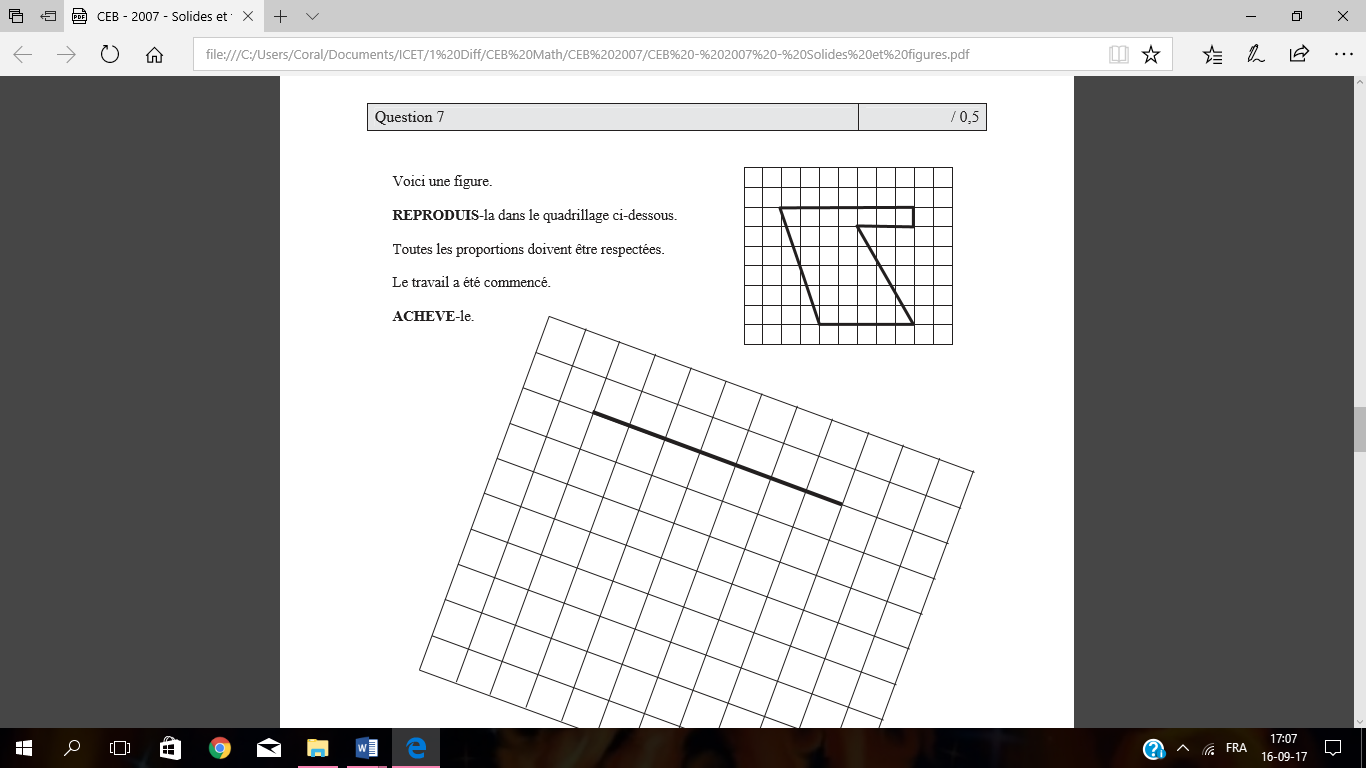 CEB - 2007 - Solides et
file:///C:/Users/Coral/Documents/ICET/1%20Diff/CEB%20Math/CEB%202007/CEB%20-%202007%20-%20Solides%20et%20figures.pdf
Question 7 / 0,5
Voici une figure.
REPRODUIS-la dans le quadrillage ci-dessous.
Toutes les proportions doivent être respectées.
Le travail a été commencé.
ACHEVE-le.
FRA
17:07
16-09-17